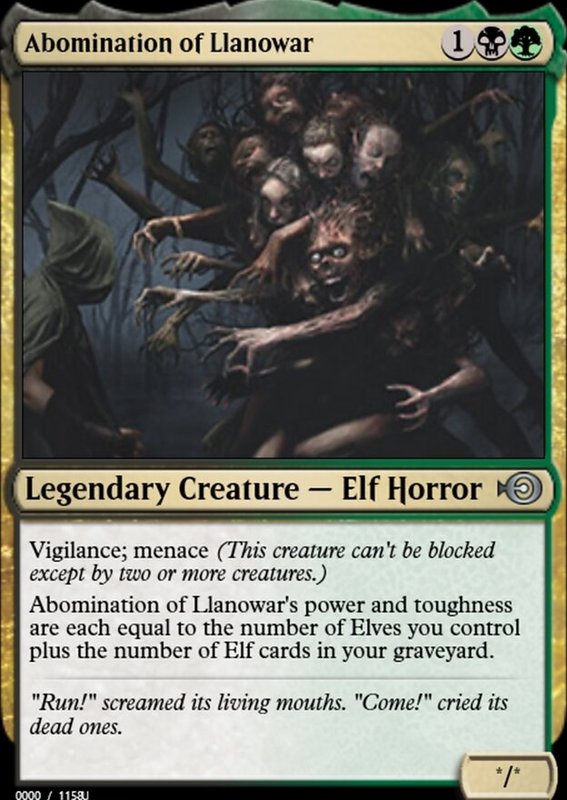 Abomination of Llanowar 1
Legendary Creature — Elf Horror
Vigilance; menace (This creature can't be blocked
except by two or more creatures.)
Abomination of Llanowar's power and toughness
are each equal to the number of Elves you control
plus the number of Elf cards in your graveyard.
"Run!" screamed its living mouths. "Come!" cried its
dead ones.
*/*
0000 / 1158U